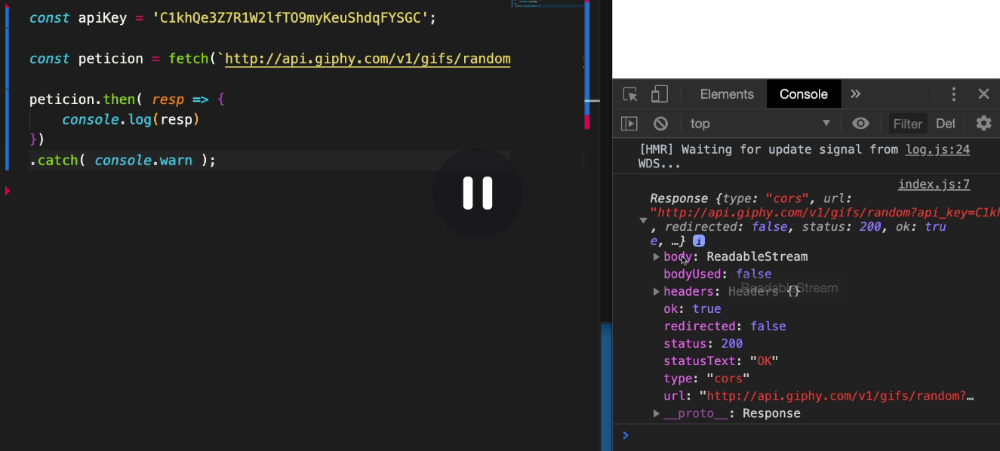 const apiKey = 'C1khQe3Z7R1W2lfTO9myKeuShdqFYSGC';
const peticion = fetch(`http://api.giphy.com/v1/gifs/random
peticion.then( resp => {
console.log(resp)
})
.catch( console.warn );
Elements Console »
top Filter Def
[HMR] Waiting for update signal from log.js:24
WDS...
index.js:7
Response {type: "cors", url:
"http://api.giphy.com/v1/gifs/random?api_key=C1kh
, redirected: false, status: 200, ok: tru
e, …} i
body: ReadableStream
bodyUsed: false
ReadableStream
headers: Headers {}
ok: true
redirected: false
status: 200
statusText: "OK"
type: "cors"
url: "http://api.giphy.com/v1/gifs/random?…
__proto__: Response